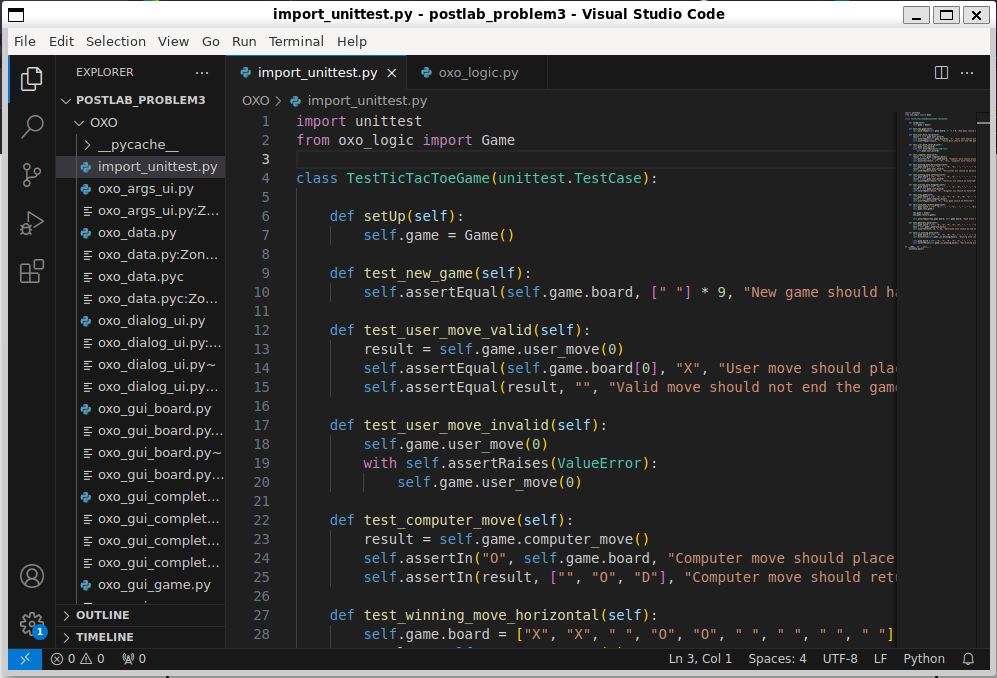 import_unittest.py - postlab_problem3 - Visual Studio Code
File Edit Selection View Go Run Terminal Help
EXPLORER ...
POSTLAB_PROBLEM3
OXO
__pycache__
import_unittest.py
oxo_args_ui.py
oxo_args_ui.py:Z...
oxo_data.py
oxo_data.py:Zon...
oxo_data.pyc
oxo_data.pyc:Zo...
oxo_dialog_ui.py
oxo_dialog_ui.py:...
oxo_dialog_ui.py~
oxo_dialog_ui.py...
oxo_gui_board.py
oxo_gui_board.py...
oxo_gui_board.py~
oxo_gui_board.py...
oxo_gui_complet...
oxo_gui_complet...
oxo_gui_complet...
oxo_gui_complet...
oxo_gui_game.py
OUTLINE
TIMELINE
1
import_unittest.py oxo_logic.py ...
OXO > import_unittest.py
1 import unittest
2 from oxo_logic import Game
3
4 class TestTicTacToeGame(unittest.TestCase):
5
6 def setUp(self):
7 self.game = Game()
8
9 def test_new_game(self):
10 self.assertEqual(self.game.board, [" "] * 9, "New game should ha
11
12 def test_user_move_valid(self):
13 result = self.game.user_move(0)
14 self.assertEqual(self.game.board[0], "X", "User move should pla
15 self.assertEqual(result, "", "Valid move should not end the gam
16
17 def test_user_move_invalid(self):
18 self.game.user_move(0)
19 with self.assertRaises(ValueError):
20 self.game.user_move(0)
21
22 def test_computer_move(self):
23 result = self.game.computer_move()
24 self.assertIn("O", self.game.board, "Computer move should place
25 self.assertIn(result, ["", "O", "D"], "Computer move should retu
26
27 def test_winning_move_horizontal(self):
28 self.game.board = ["X", "X", " ", "O", "O", " ", " ", " ", " "]
0 0 0 Ln 3, Col 1 Spaces: 4 UTF-8 LF Python